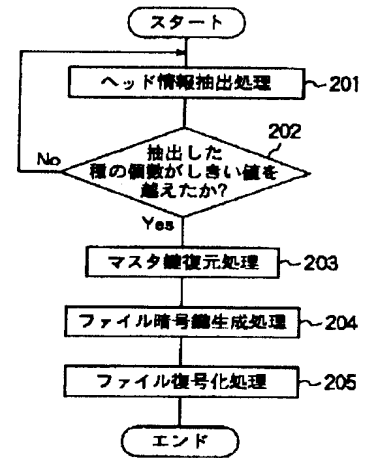 スタート
ヘッド情報抽出処理
201
202
抽出した
種の個数がしきい値を
越えたか?
No
Yes
マスタ鍵復元処理
203
ファイル暗号鍵生成処理
204
ファイル復号化処理
205
エンド